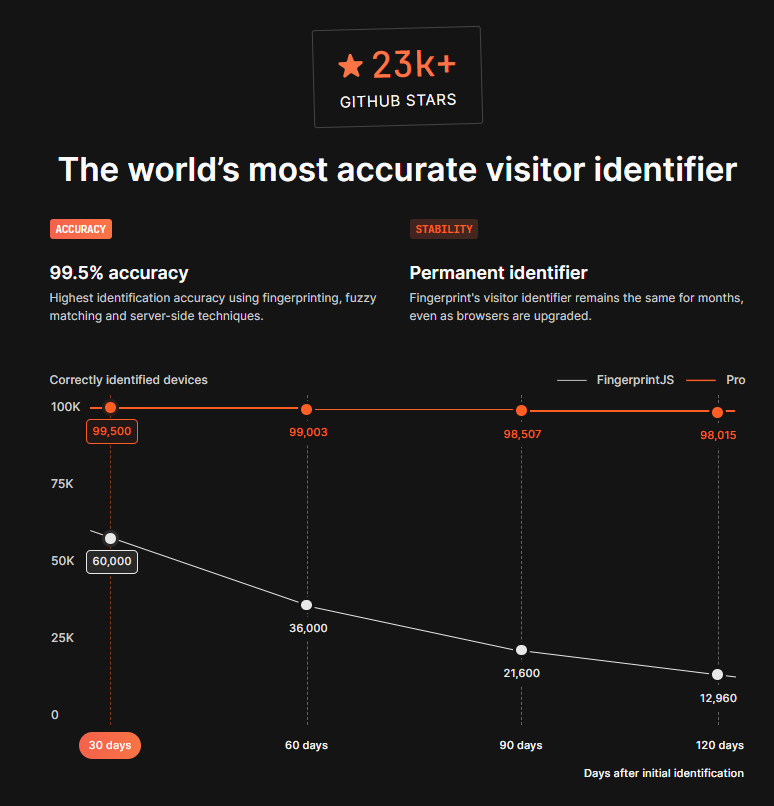 23k+
GITHUB STARS
The world’s most accurate visitor identifier
ACCURACY
99.5% accuracy
Highest identification accuracy using fingerprinting, fuzzy
matching and server-side techniques.
STABILITY
Permanent identifier
Fingerprint's visitor identifier remains the same for months,
even as browsers are upgraded.
Correctly identified devices
FingerprintJS
Pro
100K
99,500
99,003
98,507
98,015
75K
50K
60,000
36,000
25K
21,600
12,960
0
30 days
60 days
90 days
120 days
Days after initial identification